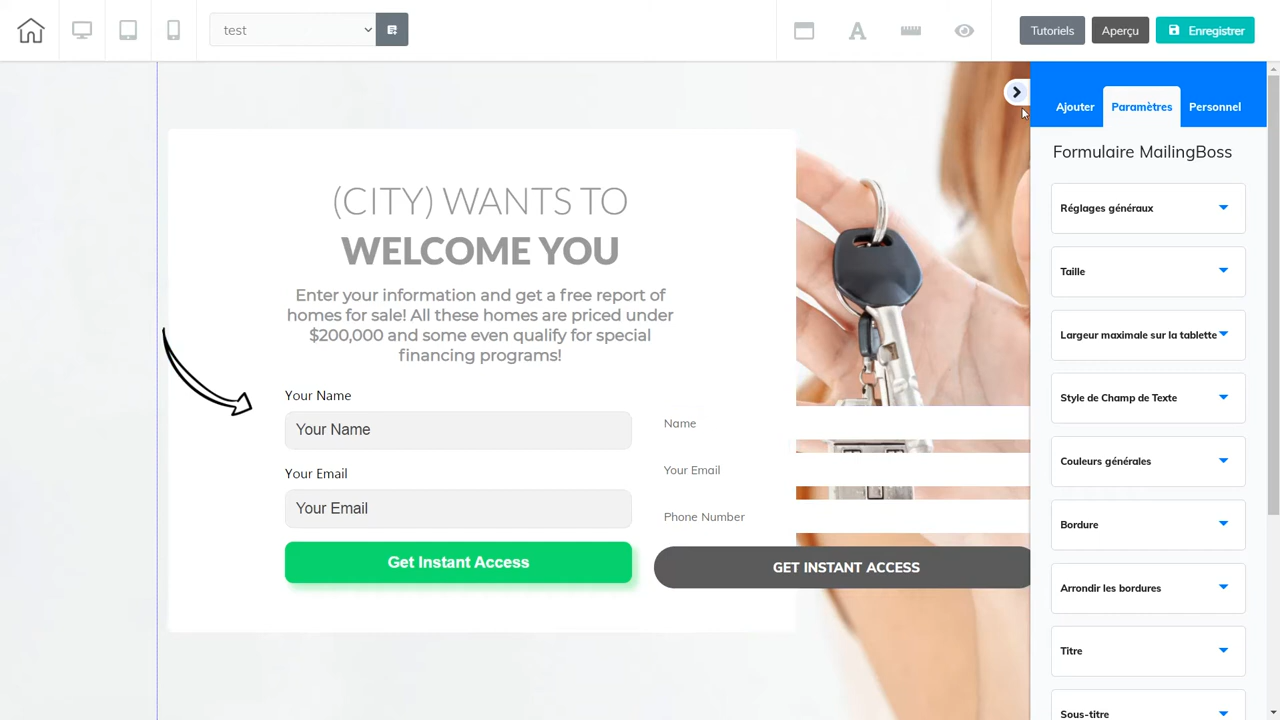 test
Tutoriels
Aperçu
Enregistrer
Ajouter
Paramètres
Personnel
Formulaire MailingBoss
Réglages généraux
Taille
Largeur maximale sur la tablette
Style de Champ de Texte
Couleurs générales
Bordure
Arrondir les bordures
Titre
Sous-titre
(CITY) WANTS TO
WELCOME YOU
Enter your information and get a free report of
homes for sale! All these homes are priced under
$200,000 and some even qualify for special
financing programs!
Your Name
Your Name
Your Email
Your Email
Get Instant Access
Name
Your Email
Phone Number
GET INSTANT ACCESS